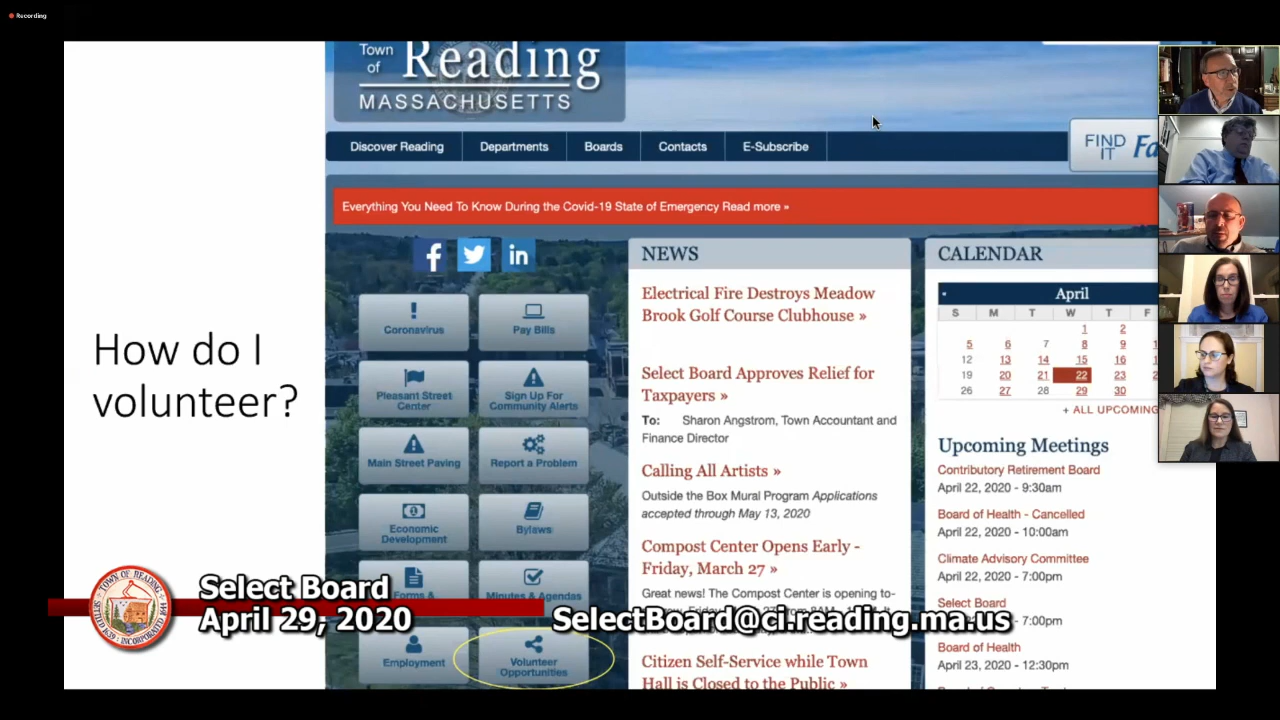 Recording
Town
of
Reading
MASSACHUSETTS
Discover Reading
Departments
Boards
Contacts
E-Subscribe
FIND
IT
Fa
Everything You Need To Know During the Covid-19 State of Emergency Read more »
How do I
volunteer?
f
in
Coronavirus
Pay Bills
Pleasant Street
Center
Sign Up For
Community Alerts
Main Street Paving
Report a Problem
Economic
Development
Bylaws
Forms &
Minutes & Agendas
Employment
Volunteer
Opportunities
NEWS
Electrical Fire Destroys Meadow
Brook Golf Course Clubhouse »
Select Board Approves Relief for
Taxpayers »
To: Sharon Angstrom, Town Accountant and
Finance Director
Calling All Artists »
Outside the Box Mural Program Applications
accepted through May 13, 2020
Compost Center Opens Early -
Friday, March 27 »
Great news! The Compost Center is opening to-
Citizen Self-Service while Town
Hall is Closed to the Public »
CALENDAR
« April
S M T W T F
1 2
5 6 7 8 9
12 13 14 15 16
19 20 21 22 23
26 27 28 29 30
+ ALL UPCOMING
Upcoming Meetings
Contributory Retirement Board
April 22, 2020 - 9:30am
Board of Health - Cancelled
April 22, 2020 - 10:00am
Climate Advisory Committee
April 22, 2020 - 7:00pm
Select Board
7:00pm
Board of Health
April 23, 2020 - 12:30pm
TOWN OF READING
Select Board
April 29, 2020
SelectBoard@ci.reading.ma.us